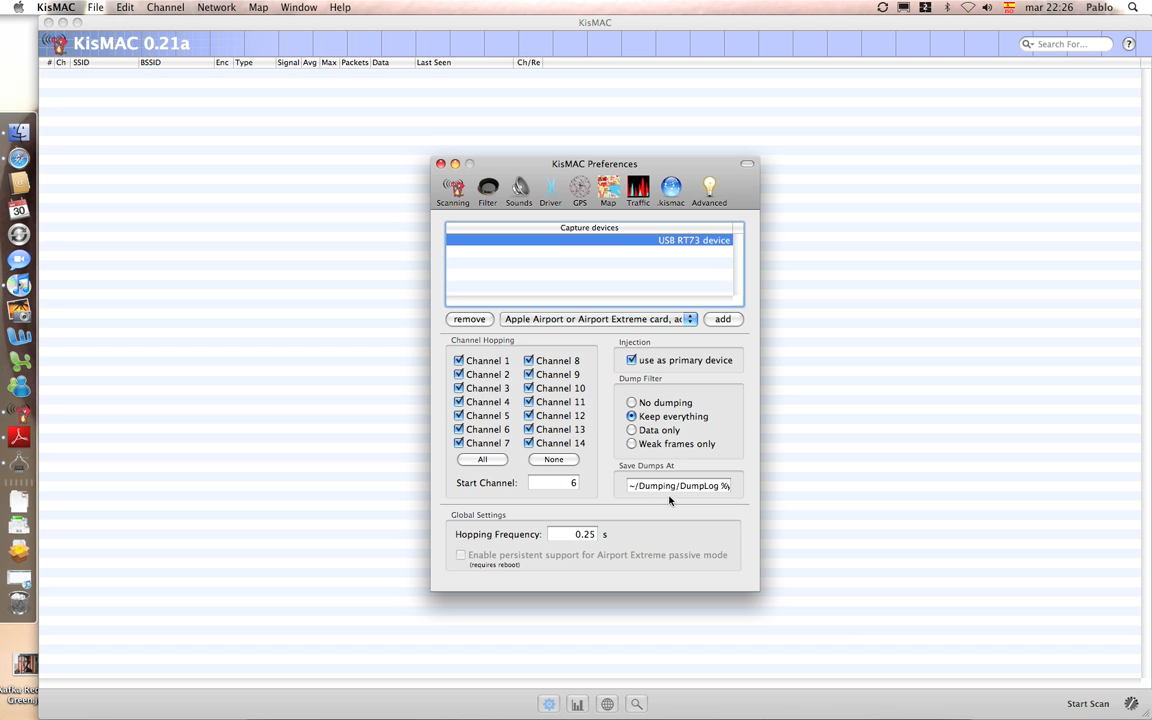 KisMAC File Edit Channel Network Map Window Help mar 22:26 Pablo
KisMAC
KisMAC 0.21a
Search For...
?
# Ch SSID BSSID Enc Type Signal Avg Max Packets Data Last Seen Ch/Re
KisMAC Preferences
Scanning Filter Sounds Driver GPS Map Traffic .kismac Advanced
Capture devices
USB RT73 device
remove Apple Airport or Airport Extreme card, ac add
Channel Hopping
Channel 1 Channel 8
Channel 2 Channel 9
Channel 3 Channel 10
Channel 4 Channel 11
Channel 5 Channel 12
Channel 6 Channel 13
Channel 7 Channel 14
All None
Start Channel: 6
Injection
use as primary device
Dump Filter
No dumping
Keep everything
Data only
Weak frames only
Save Dumps At
~/Dumping/DumpLog %y
Global Settings
Hopping Frequency: 0.25 s
Enable persistent support for Airport Extreme passive mode
(requires reboot)
30
Start Scan